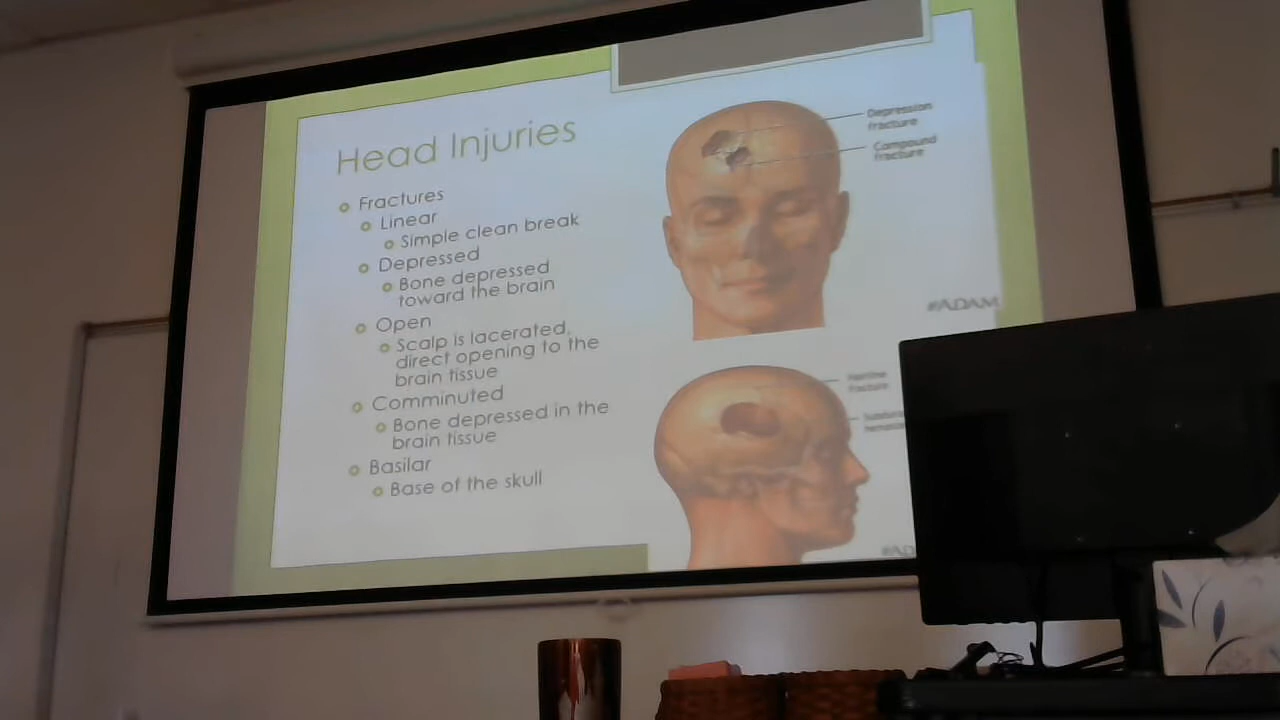 Head Injuries
Fractures
Linear
Simple clean break
Depressed
Bone depressed
toward the brain
Open
Scalp is lacerated,
direct opening to the
brain tissue
Comminuted
Bone depressed in the
brain tissue
Basilar
Base of the skull
Depression
fracture
Compound
fracture
ADAM
Hairline
fracture